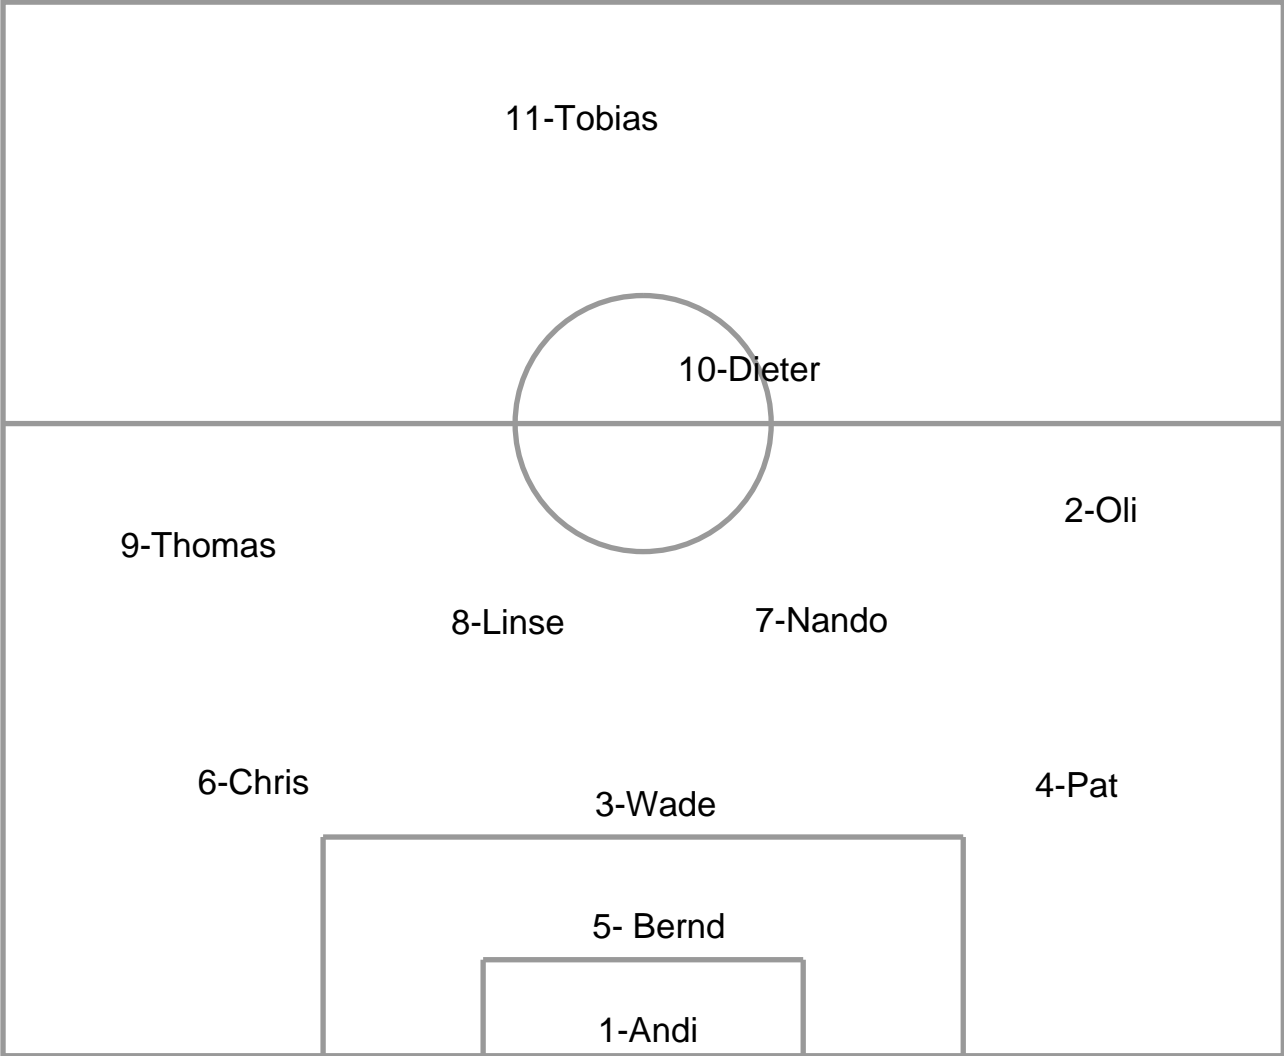 11-Tobias
10-Dieter
2-Oli
9-Thomas
8-Linse
7-Nando
6-Chris
3-Wade
4-Pat
5- Bernd
1-Andi